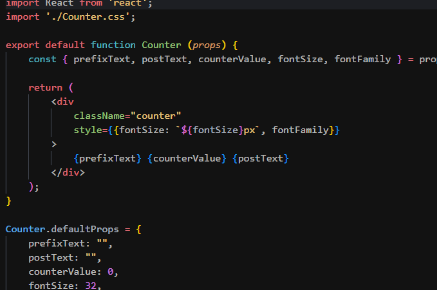 import React from 'react';
import './Counter.css';
export default function Counter (props) {
    const { prefixText, postText, counterValue, fontSize, fontFamily } = prop
    return (
        <div
            className="counter"
            style={{fontSize: `${fontSize}px`, fontFamily}}
        >
            {prefixText} {counterValue} {postText}
        </div>
    );
}
Counter.defaultProps = {
    prefixText: "",
    postText: "",
    counterValue: 0,
    fontSize: 32,